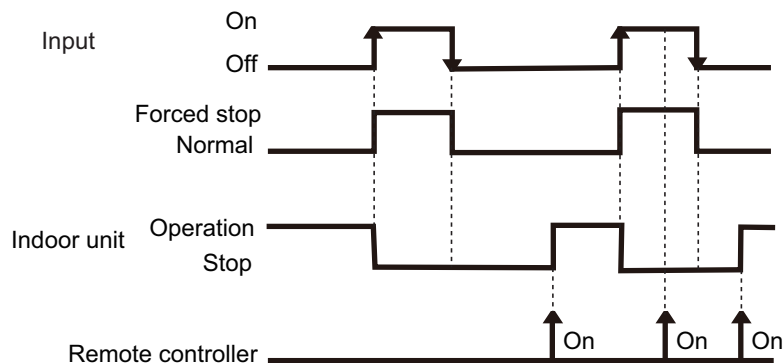 On
Input
Off
Forced stop
Normal
Operation
Indoor unit
Stop
On
On
On
Remote controller